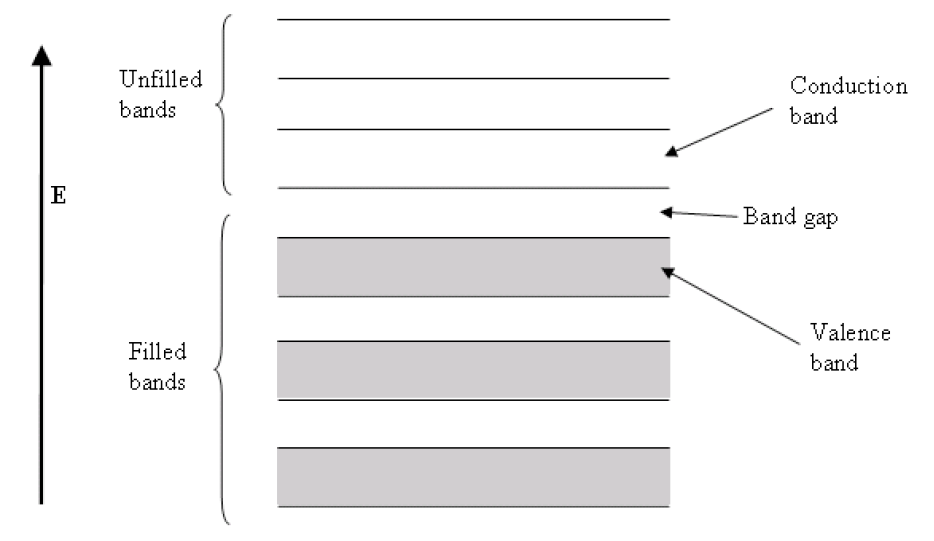 Unfilled
bands
Conduction
band
E
Band gap
Valence
band
Filled
bands